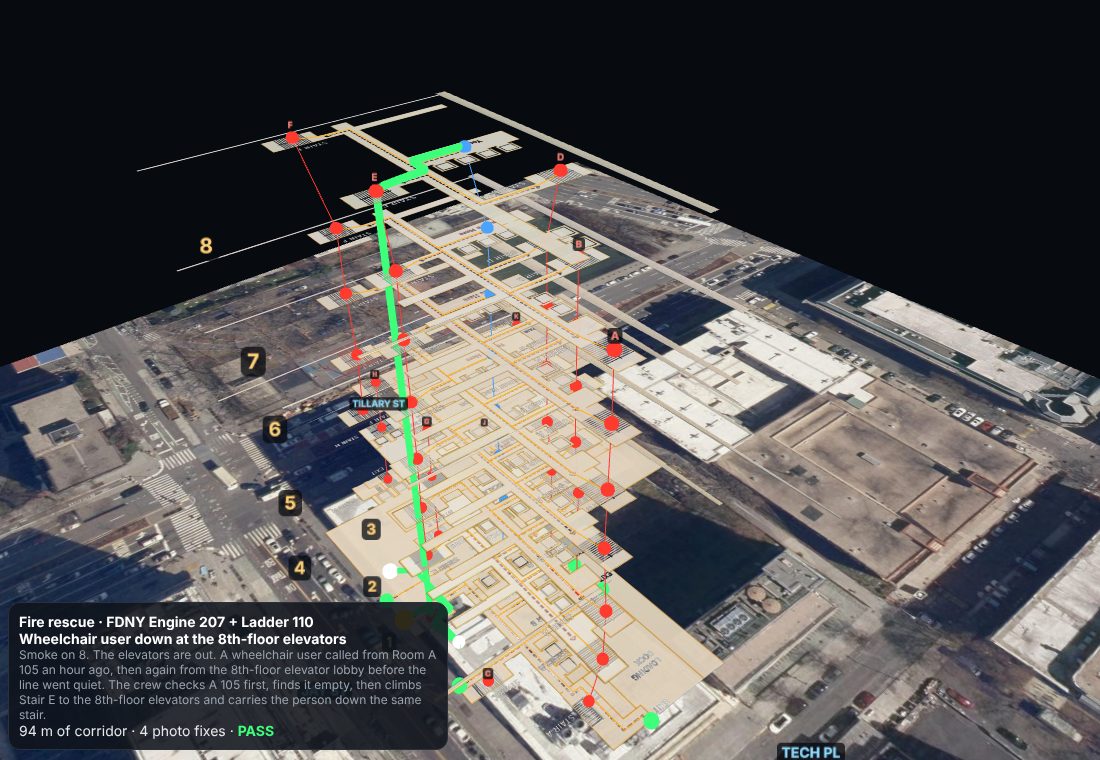 F
E
D
8
B
K
A
7
H
TILLARY ST
6
G
J
5
3
4
2
1
C
LOADING
DOCK
STAIR A
TECH PL
Fire rescue · FDNY Engine 207 + Ladder 110
Wheelchair user down at the 8th-floor elevators
Smoke on 8. The elevators are out. A wheelchair user called from Room A
105 an hour ago, then again from the 8th-floor elevator lobby before the
line went quiet. The crew checks A 105 first, finds it empty, then climbs
Stair E to the 8th-floor elevators and carries the person down the same
stair.
94 m of corridor · 4 photo fixes · PASS